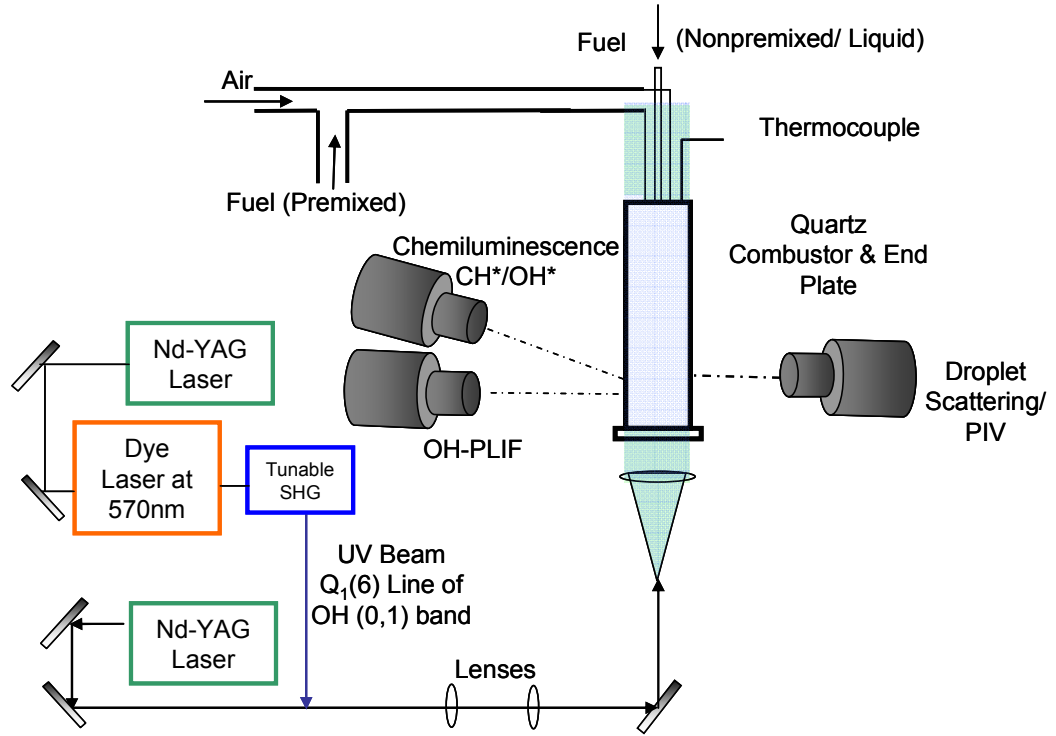 Fuel
(Nonpremixed/ Liquid)
Air
Thermocouple
Fuel (Premixed)
Quartz
Combustor & End
Plate
Chemiluminescence
CH*/OH*
Nd-YAG
Laser
Droplet
Scattering/
PIV
OH-PLIF
Dye
Laser at
570nm
Tunable
SHG
UV Beam
Q₁(6) Line of
OH (0,1) band
Nd-YAG
Laser
Lenses